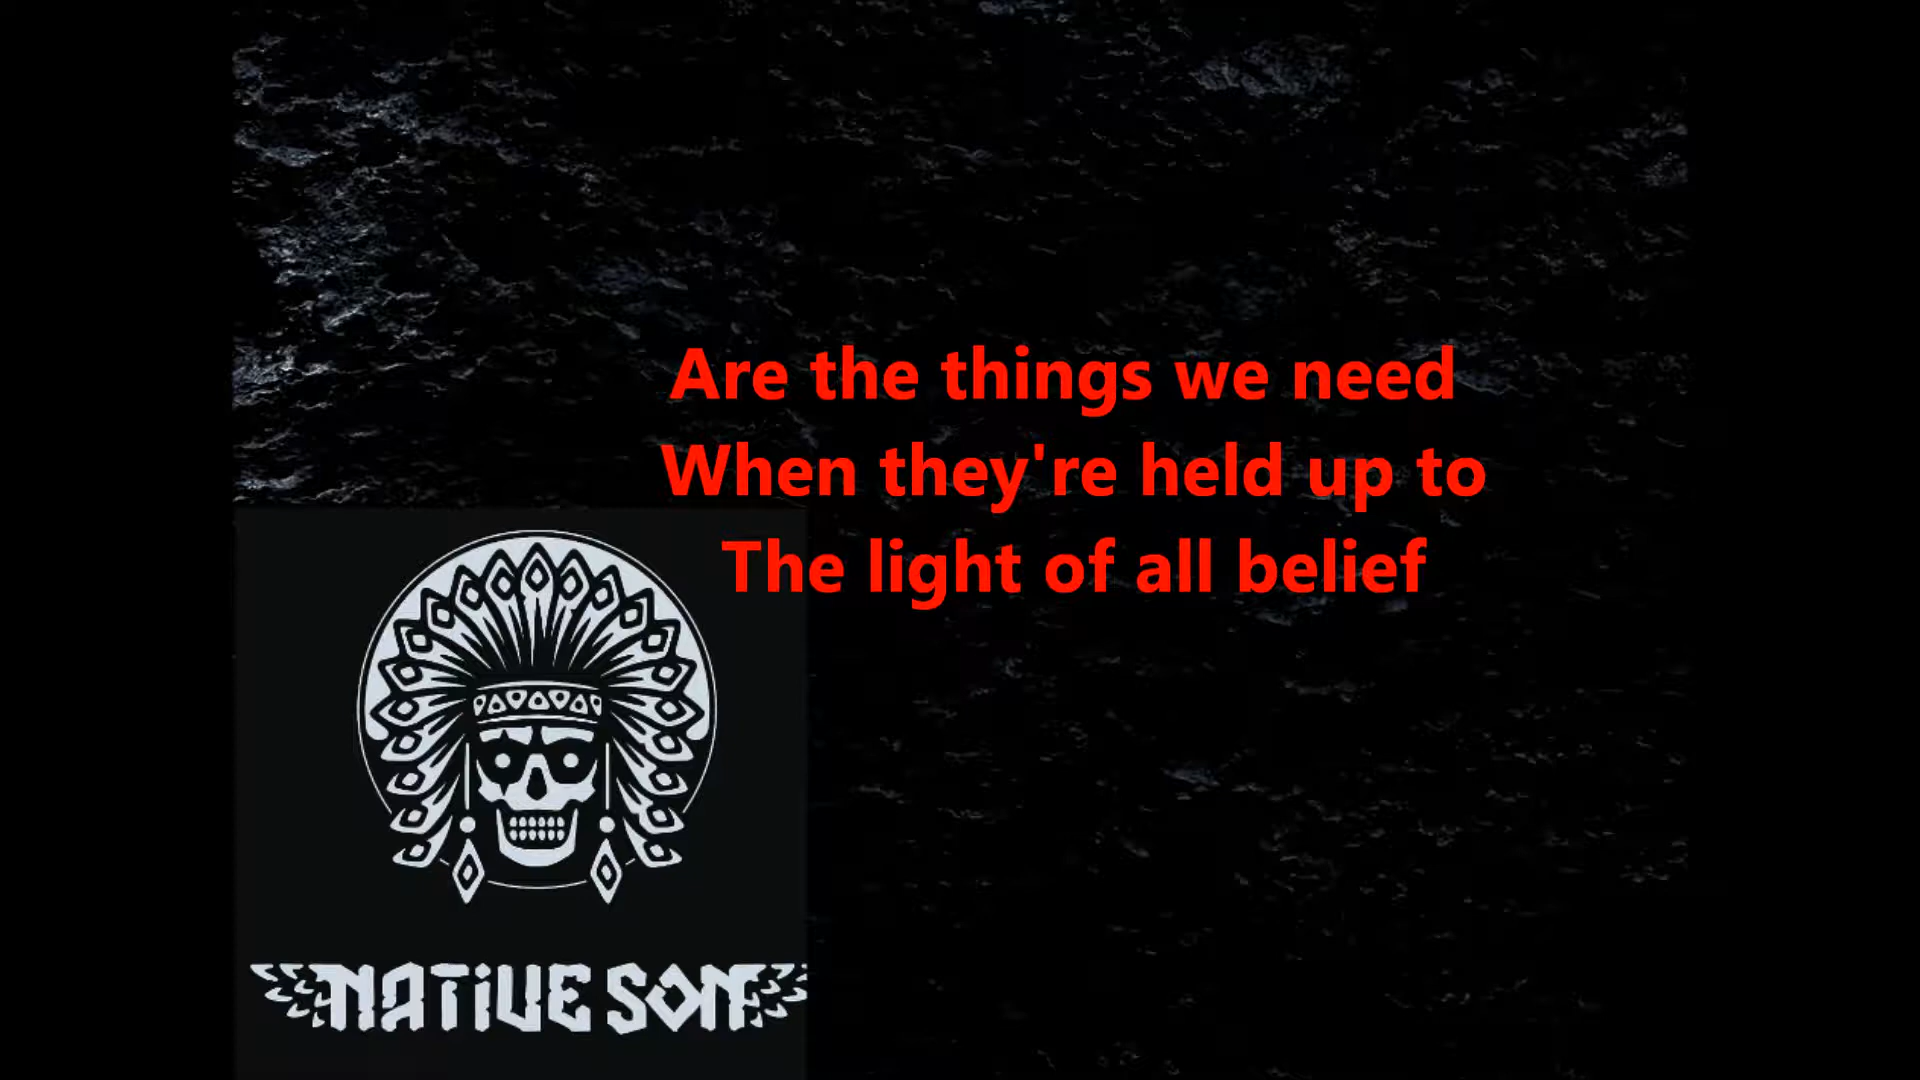 Are the things we need
When they're held up to
The light of all belief
NATIVE SON